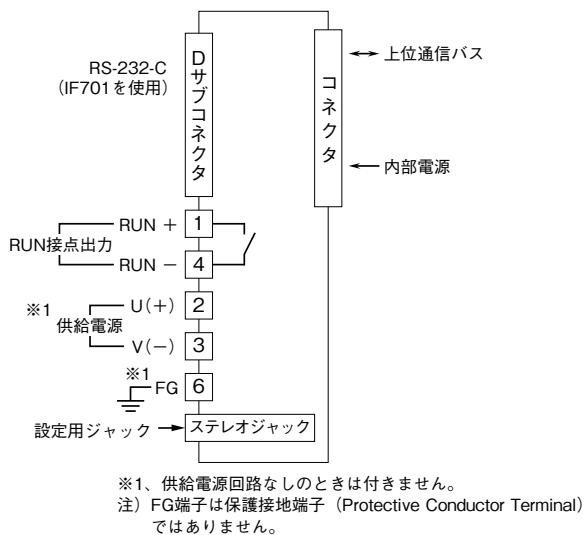 RS-232-C
（IF701を使用）
Dサブコネクタ
コネクタ
上位通信バス
内部電源
RUN接点出力
RUN ＋
1
RUN －
4
※1
供給電源
U（＋）
2
V（－）
3
※1
FG
6
設定用ジャック
ステレオジャック
※1、供給電源回路なしのときは付きません。
注）FG端子は保護接地端子（Protective Conductor Terminal）
ではありません。